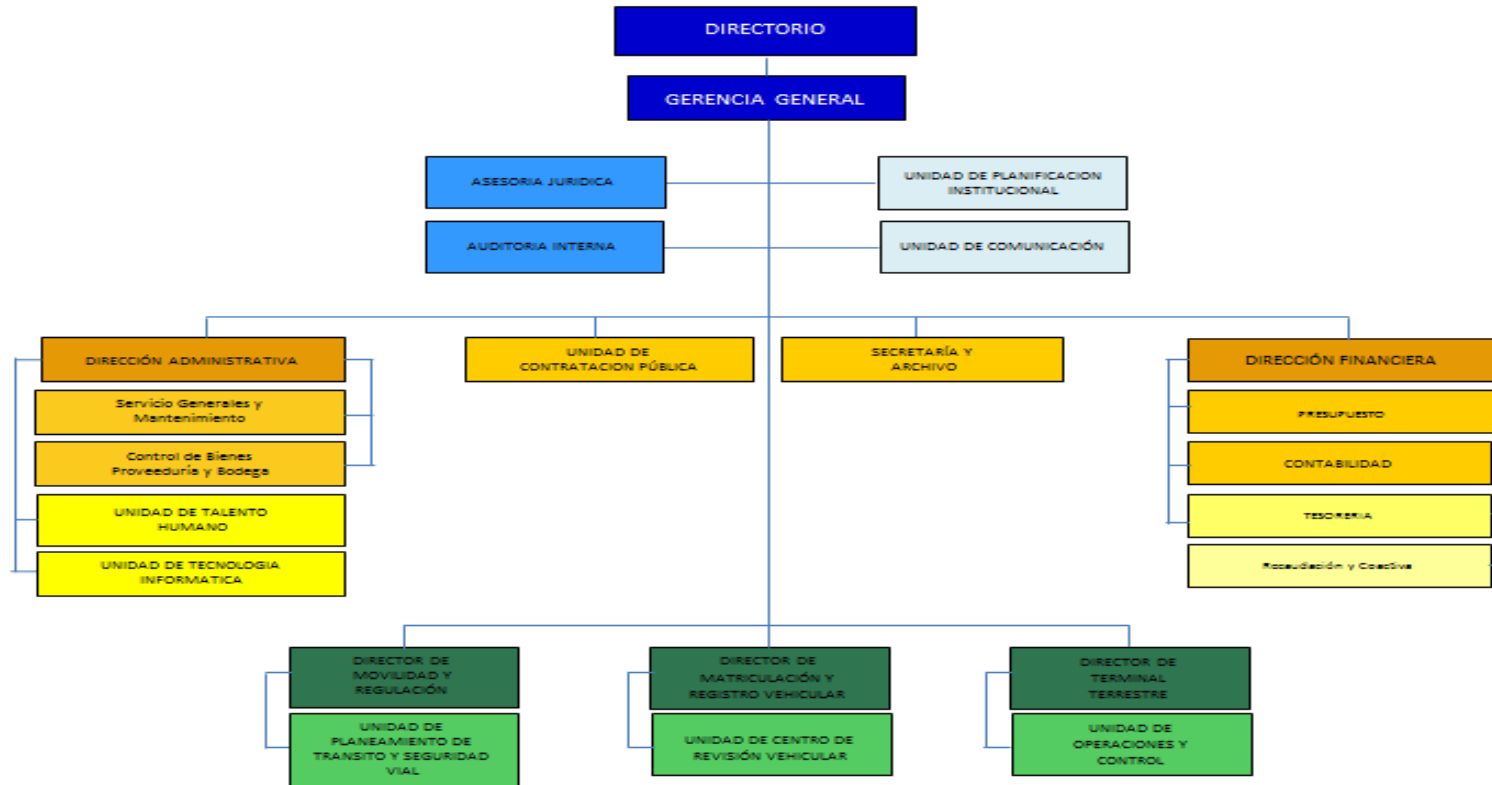 DIRECTORIO
GERENCIA GENERAL
ASESORIA JURIDICA
UNIDAD DE PLANIFICACION
INSTITUCIONAL
AUDITORIA INTERNA
UNIDAD DE COMUNICACIÓN
DIRECCIÓN ADMINISTRATIVA
UNIDAD DE
CONTRATACION PÚBLICA
SECRETARÍA Y
ARCHIVO
DIRECCIÓN FINANCIERA
Servicio Generales y
Mantenimiento
PRESUPUESTO
Control de Bienes
Proveeduría y Bodega
CONTABILIDAD
UNIDAD DE TALENTO
HUMANO
TESORERIA
UNIDAD DE TECNOLOGIA
INFORMATICA
Recaudación y Coactiva
DIRECTOR DE
MOVILIDAD Y
REGULACIÓN
DIRECTOR DE
MATRICULACIÓN Y
REGISTRO VEHICULAR
DIRECTOR DE
TERMINAL
TERRESTRE
UNIDAD DE
PLANEAMIENTO DE
TRANSITO Y SEGURIDAD
VIAL
UNIDAD DE CENTRO DE
REVISIÓN VEHICULAR
UNIDAD DE
OPERACIONES Y
CONTROL